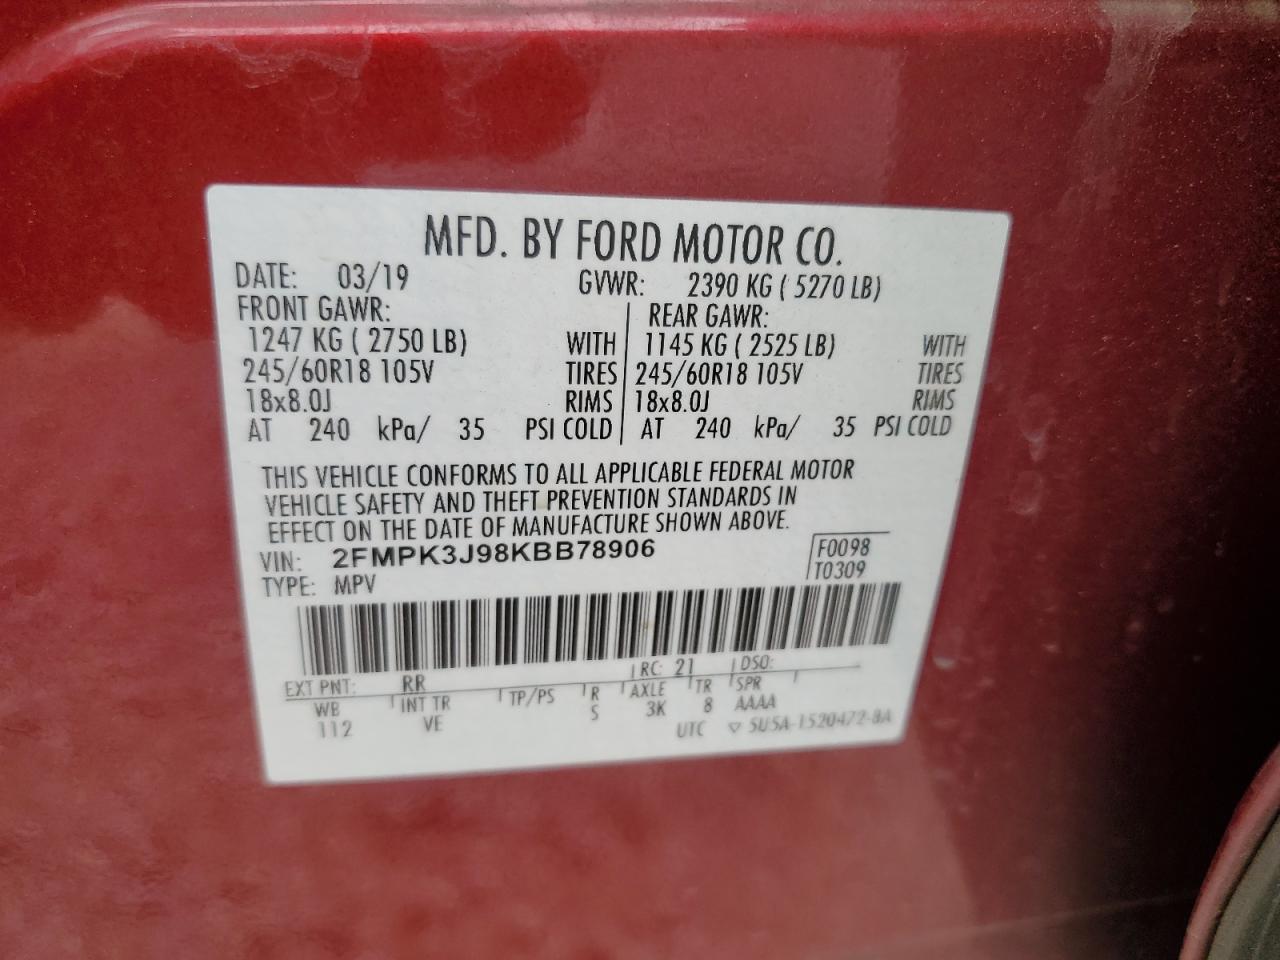 MFD. BY FORD MOTOR CO.
DATE: 03/19 GVWR: 2390 KG ( 5270 LB)
FRONT GAWR: REAR GAWR:
1247 KG ( 2750 LB) WITH 1145 KG ( 2525 LB) WITH
245/60R18 105V TIRES 245/60R18 105V TIRES
18x8.0J RIMS 18x8.0J RIMS
AT 240 kPa/ 35 PSI COLD AT 240 kPa/ 35 PSI COLD
THIS VEHICLE CONFORMS TO ALL APPLICABLE FEDERAL MOTOR
VEHICLE SAFETY AND THEFT PREVENTION STANDARDS IN
EFFECT ON THE DATE OF MANUFACTURE SHOWN ABOVE.
VIN: 2FMPK3J98KBB78906 F0098
TYPE: MPV T0309
EXT PNT: RR RC: 21 DSO:
WB INT TR TP/PS R AXLE TR SPR
112 VE S 3K 8 AAAA
UTC ▽ 5U5A-1520472-BA